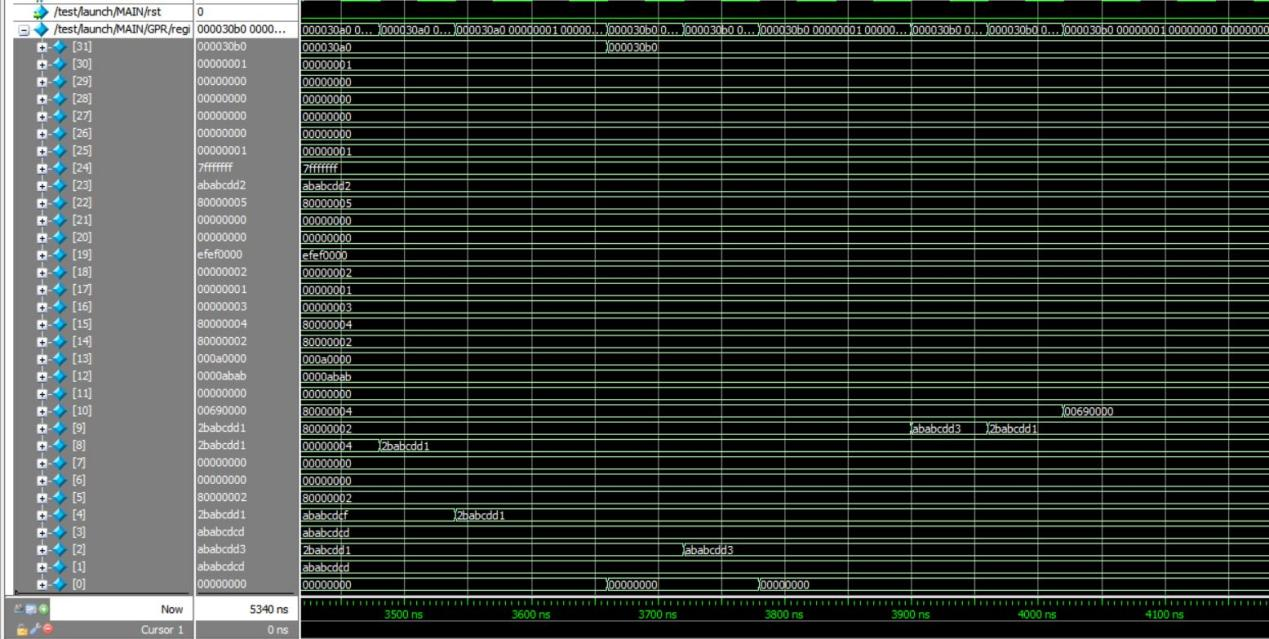 /test/launch/MAIN/rst 0
/test/launch/MAIN/GPR/regi 000030b0 0000... 000030a0 0... 000030a0 0... 000030a0 00000001 00000... 000030b0 0... 000030b0 0... 000030b0 00000001 00000... 000030b0 0... 000030b0 0... 000030b0 00000001 00000000 00000000
[31] 000030b0 000030a0 000030b0
[30] 00000001 00000001
[29] 00000000 00000000
[28] 00000000 00000000
[27] 00000000 00000000
[26] 00000000 00000000
[25] 00000001 00000001
[24] 7fffffff 7fffffff
[23] ababcdd2 ababcdd2
[22] 80000005 80000005
[21] 00000000 00000000
[20] 00000000 00000000
[19] efef0000 efef0000
[18] 00000002 00000002
[17] 00000001 00000001
[16] 00000003 00000003
[15] 80000004 80000004
[14] 80000002 80000002
[13] 000a0000 000a0000
[12] 0000abab 0000abab
[11] 00000000 00000000
[10] 00690000 80000004 00690000
[9] 2babcdd1 80000002 ababcdd3 2babcdd1
[8] 2babcdd1 00000004 2babcdd1
[7] 00000000 00000000
[6] 00000000 00000000
[5] 80000002 80000002
[4] 2babcdd1 ababcdcf 2babcdd1
[3] ababcdcd ababcdcd
[2] ababcdd3 2babcdd1 ababcdd3
[1] ababcdcd ababcdcd
[0] 00000000 00000000 00000000 00000000
Now 5340 ns 3500 ns 3600 ns 3700 ns 3800 ns 3900 ns 4000 ns 4100 ns
Cursor 1 0 ns